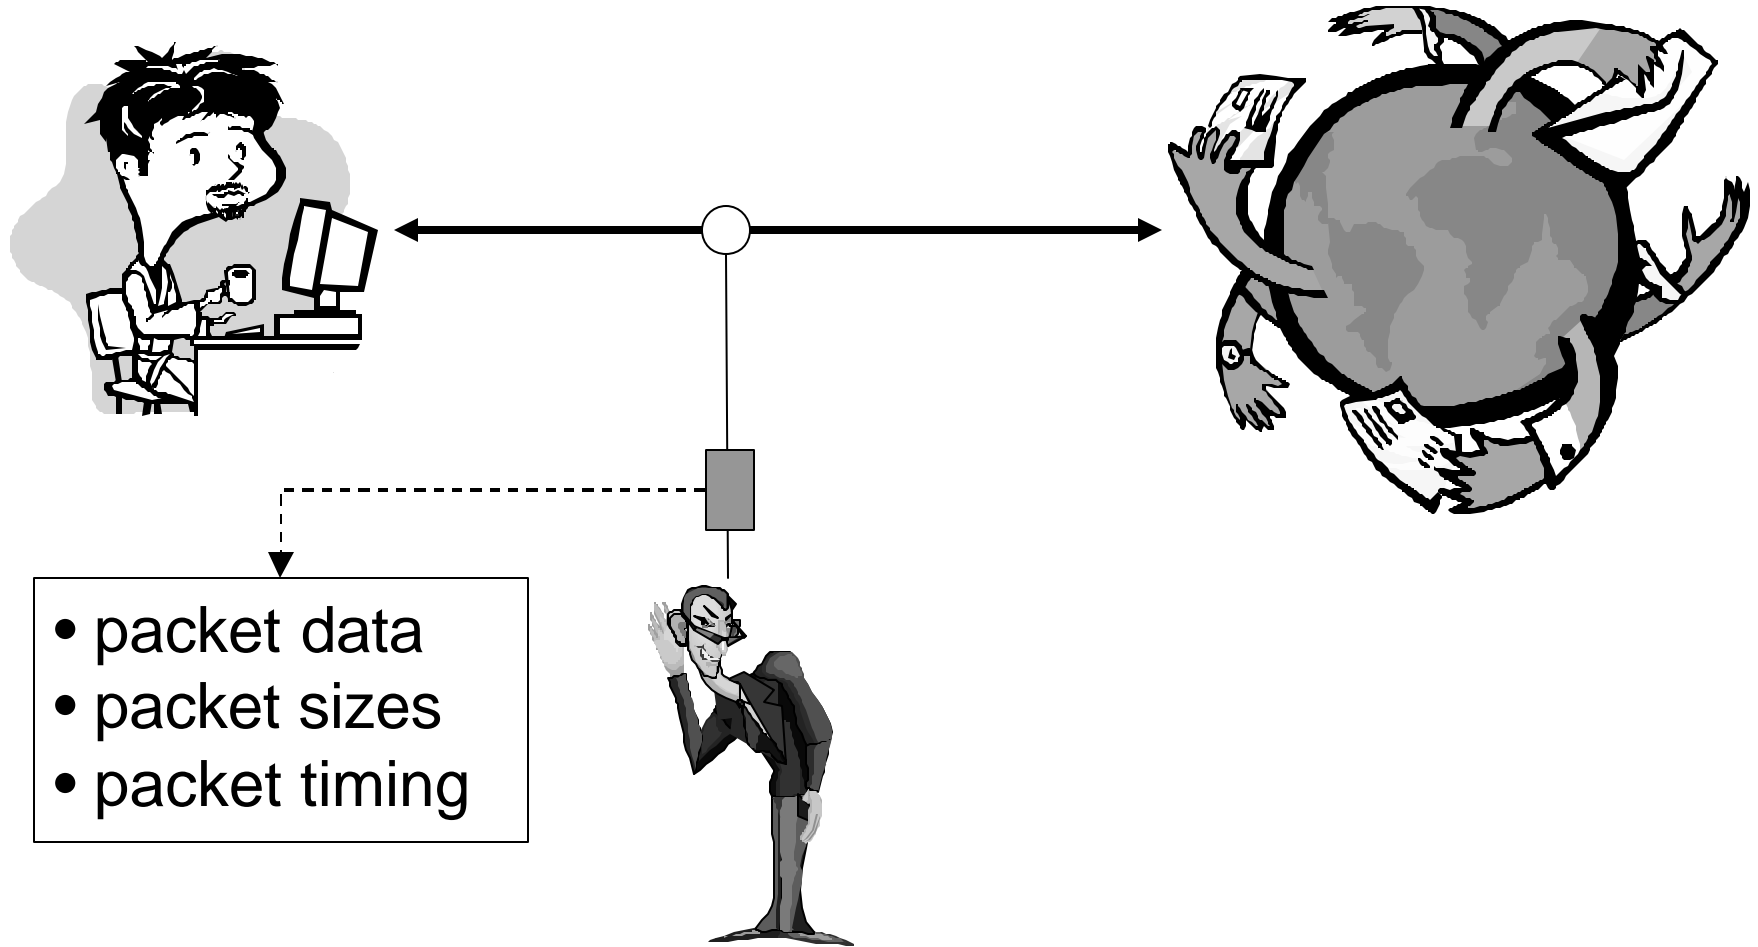 • packet data
• packet sizes
• packet timing